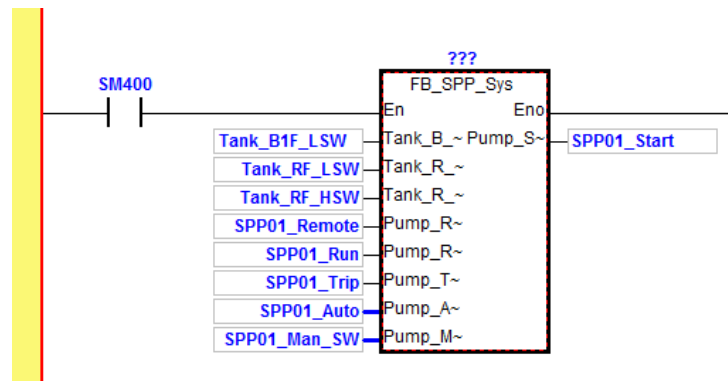 ???
SM400
FB_SPP_Sys
En Eno
Tank_B1F_LSW Tank_B_~ Pump_S~ SPP01_Start
Tank_RF_LSW Tank_R_~
Tank_RF_HSW Tank_R_~
SPP01_Remote Pump_R~
SPP01_Run Pump_R~
SPP01_Trip Pump_T~
SPP01_Auto Pump_A~
SPP01_Man_SW Pump_M~